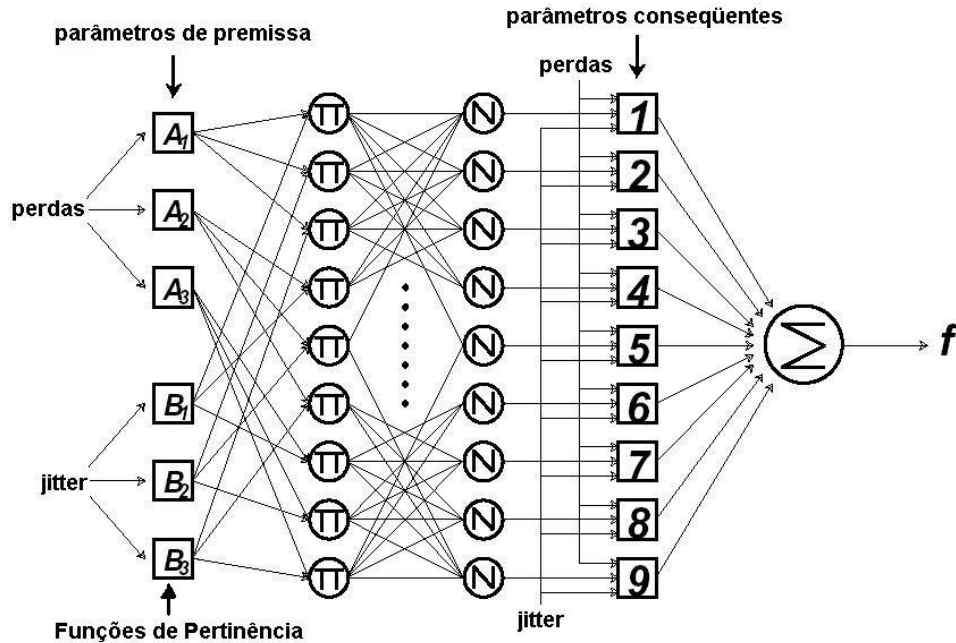 parâmetros de premissa
parâmetros conseqüentes
perdas
A1
A2
A3
perdas
B1
B2
B3
jitter
Π
Π
Π
Π
Π
Π
Π
Π
Π
N
N
N
N
N
N
N
N
N
1
2
3
4
5
6
7
8
9
Σ
f
jitter
Funções de Pertinência